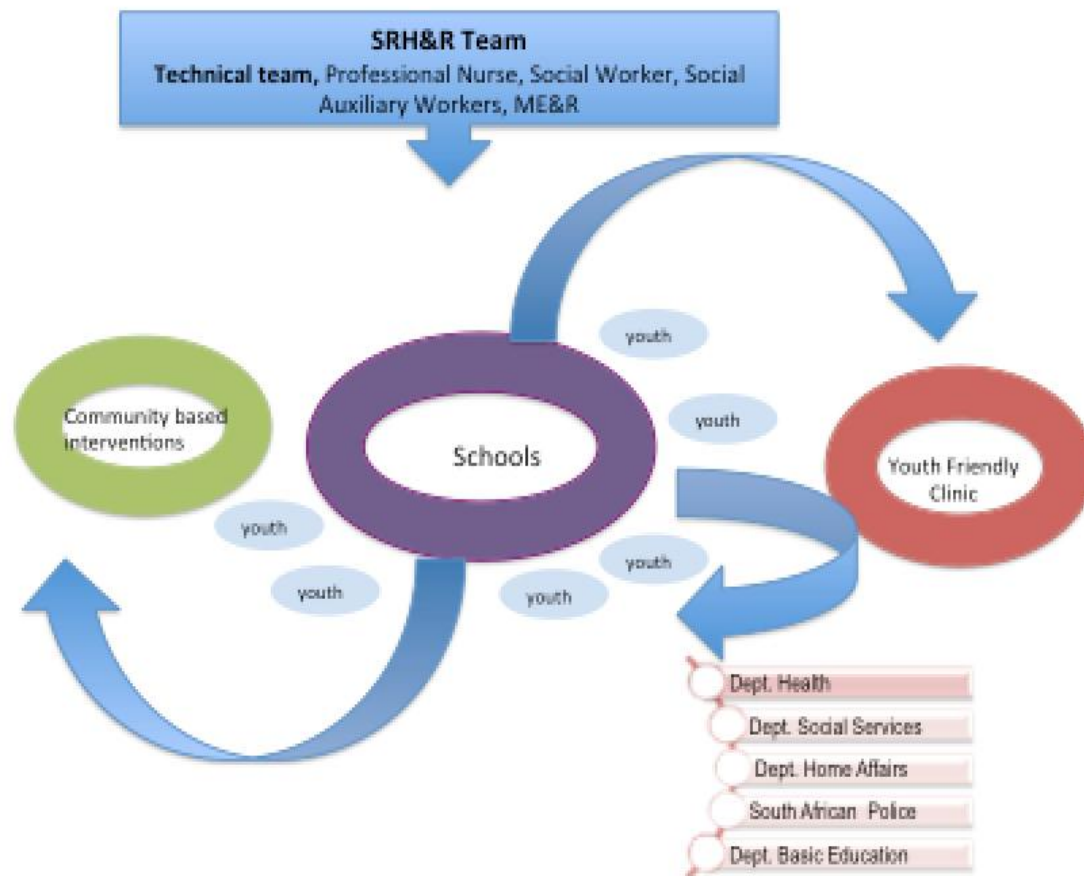 SRH&R Team
Technical team, Professional Nurse, Social Worker, Social
Auxiliary Workers, ME&R
youth
youth
Community based
interventions
Schools
Youth Friendly
Clinic
youth
youth
youth
youth
Dept. Health
Dept. Social Services
Dept. Home Affairs
South African Police
Dept. Basic Education